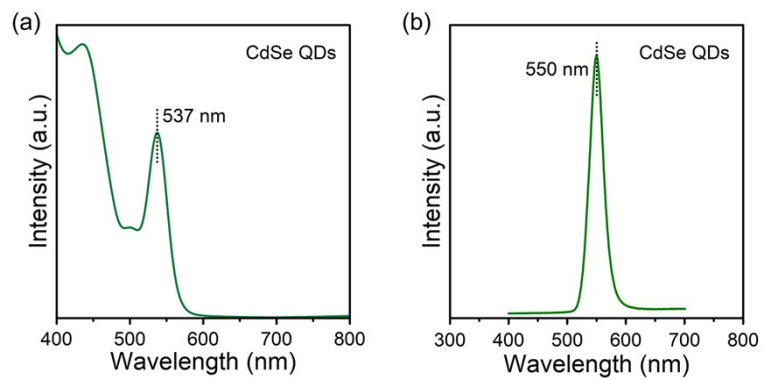 (a)
CdSe QDs
537 nm
Intensity (a.u.)
400 500 600 700 800
Wavelength (nm)
(b)
CdSe QDs
550 nm
Intensity (a.u.)
300 400 500 600 700 800
Wavelength (nm)